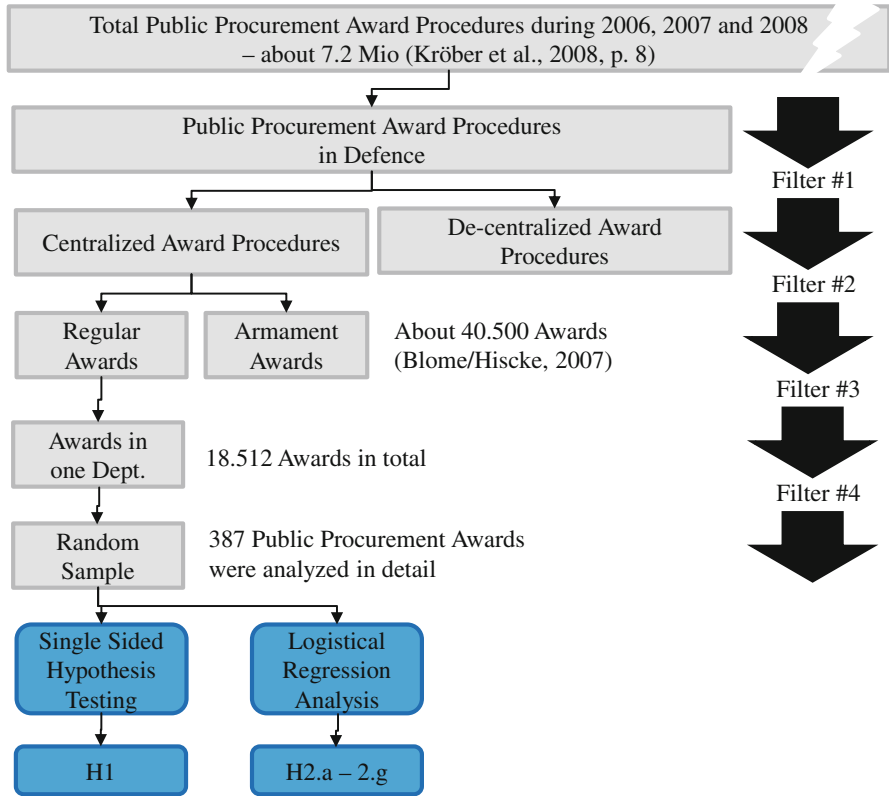 Total Public Procurement Award Procedures during 2006, 2007 and 2008
– about 7.2 Mio (Kröber et al., 2008, p. 8)
Public Procurement Award Procedures
in Defence
Filter #1
Centralized Award Procedures
De-centralized Award
Procedures
Filter #2
Regular
Awards
Armament
Awards
About 40.500 Awards
(Blome/Hiscke, 2007)
Filter #3
Awards in
one Dept.
18.512 Awards in total
Filter #4
Random
Sample
387 Public Procurement Awards
were analyzed in detail
Single Sided
Hypothesis
Testing
Logistical
Regression
Analysis
H1
H2.a – 2.g